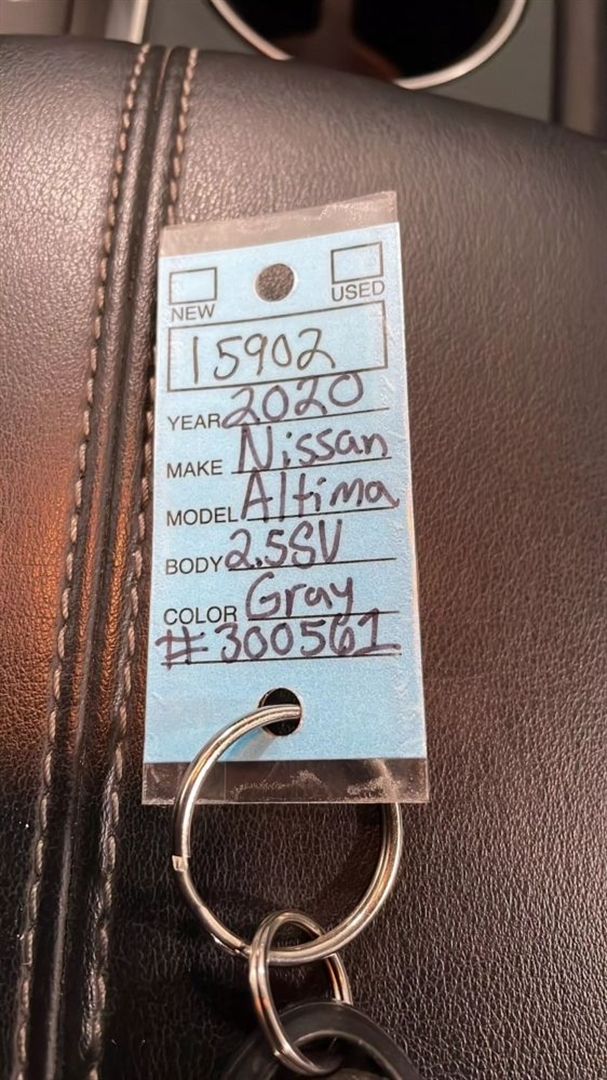 NEW USED
15902
YEAR 2020
MAKE Nissan
MODEL Altima
BODY 2.5SV
COLOR Gray
#300561